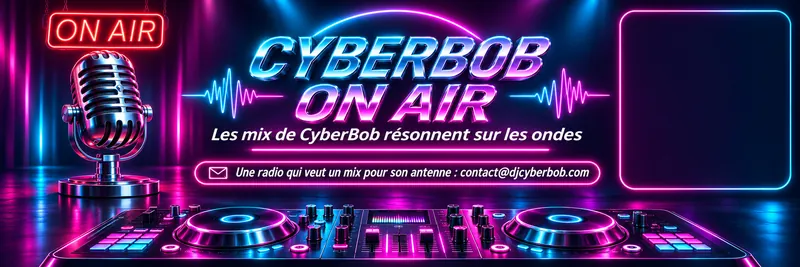 ON AIR
CYBERBOB
ON AIR
Les mix de CyberBob résonnent sur les ondes
Une radio qui veut un mix pour son antenne : contact@djcyberbob.com